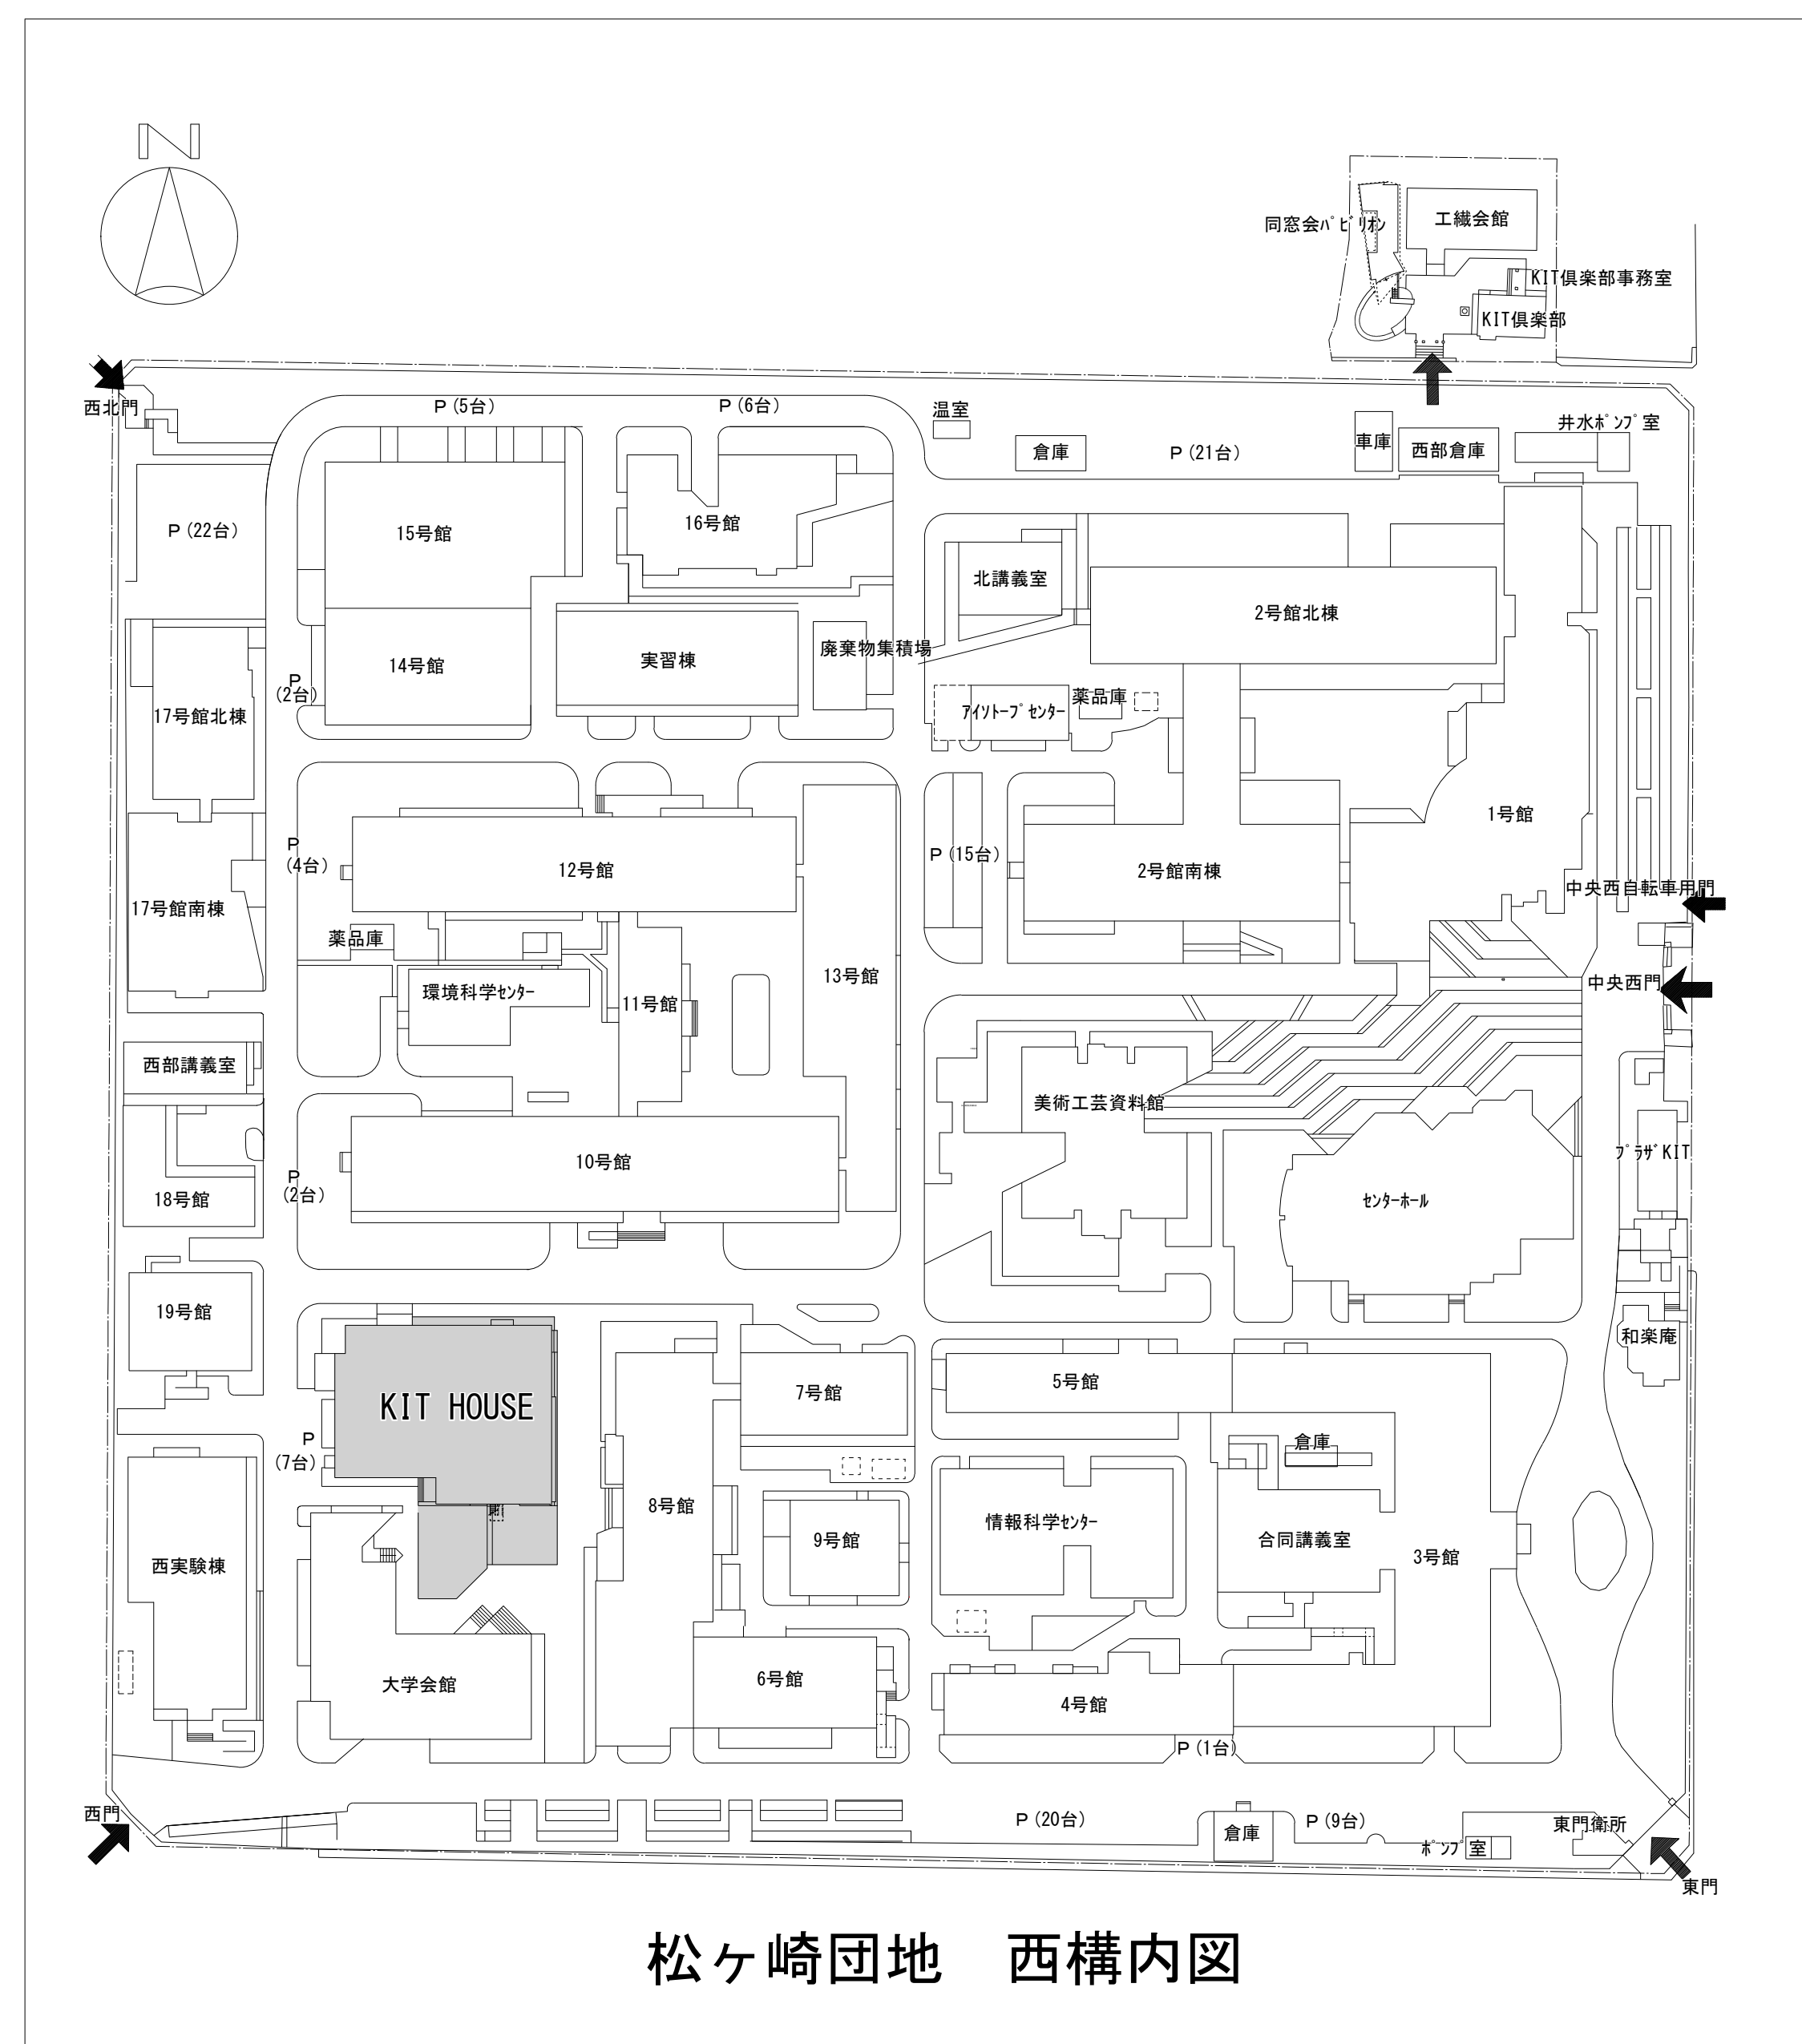 N
同窓会ﾊﾟﾋﾞﾘｵﾝ
工繊会館
KIT倶楽部事務室
KIT倶楽部
西北門
P (5台)
P (6台)
温室
倉庫
P (21台)
車庫
西部倉庫
井水ﾎﾟﾝﾌﾟ室
P (22台)
15号館
16号館
北講義室
2号館北棟
14号館
実習棟
廃棄物集積場
P
(2台)
17号館北棟
ｱｲｿﾄｰﾌﾟｾﾝﾀｰ
薬品庫
1号館
P
(4台)
12号館
P (15台)
2号館南棟
中央西自転車用門
17号館南棟
薬品庫
環境科学ｾﾝﾀｰ
11号館
13号館
中央西門
西部講義室
美術工芸資料館
10号館
ﾌﾟﾗｻﾞKIT
18号館
P
(2台)
ｾﾝﾀｰﾎｰﾙ
19号館
和楽庵
KIT HOUSE
7号館
5号館
P
(7台)
倉庫
8号館
9号館
情報科学ｾﾝﾀｰ
合同講義室
3号館
西実験棟
大学会館
6号館
4号館
P (1台)
西門
P (20台)
倉庫
P (9台)
ﾎﾟﾝﾌﾟ室
東門衛所
東門
松ヶ崎団地　西構内図